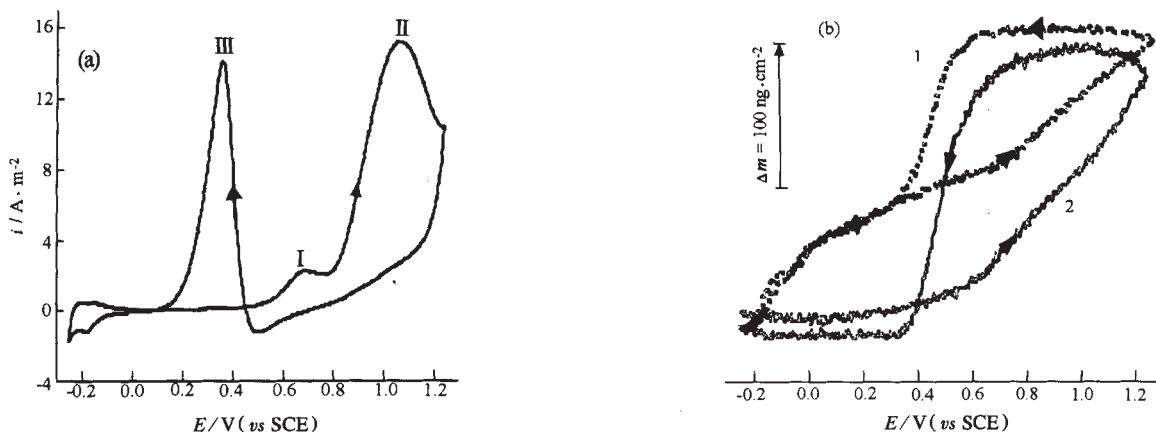 (a)
16
12
8
4
0
-4
i / A · m⁻²
III
II
I
-0.2 0.0 0.2 0.4 0.6 0.8 1.0 1.2
E/V( vs SCE)
(b)
1
2
Δm = 100 ng·cm⁻²
-0.2 0.0 0.2 0.4 0.6 0.8 1.0 1.2
E/V( vs SCE)